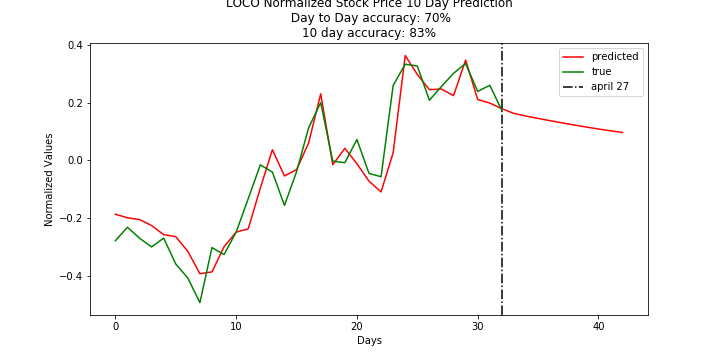 LOCO Normalized Stock Price 10 Day Prediction
Day to Day accuracy: 70%
10 day accuracy: 83%
predicted
true
april 27
0.4
0.2
0.0
−0.2
−0.4
Normalized Values
0
10
20
30
40
Days